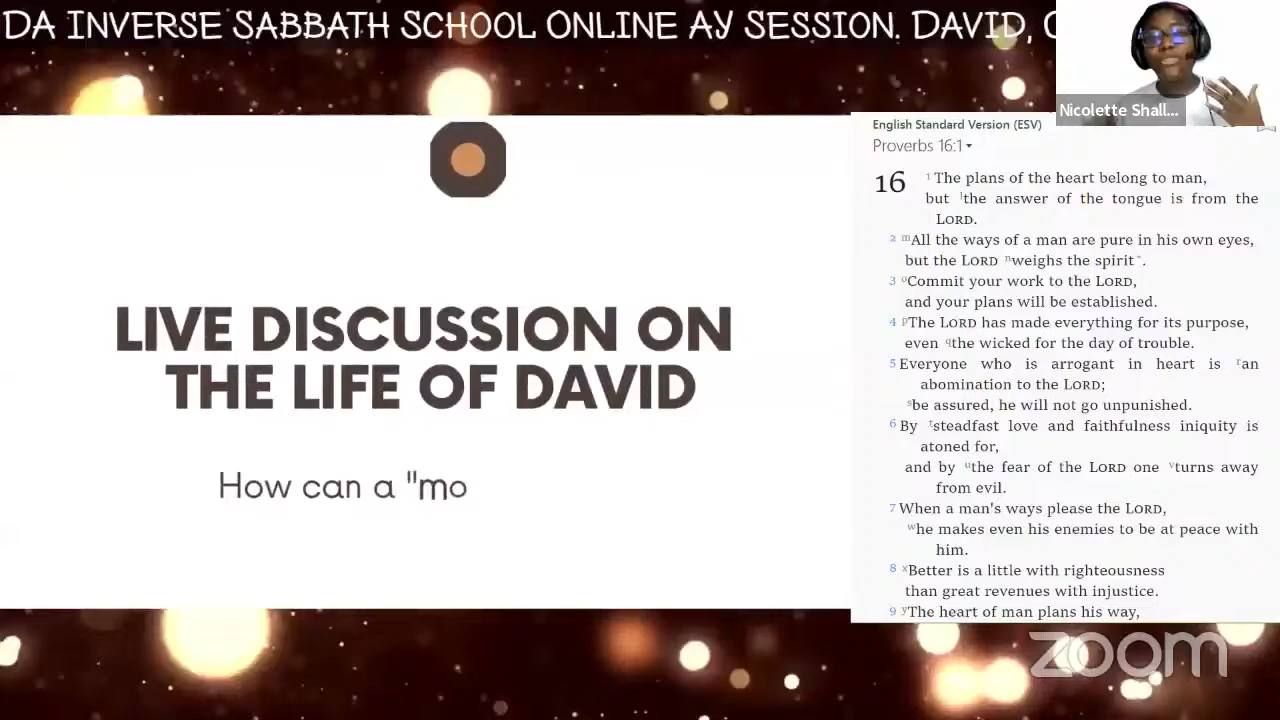 DA INVERSE SABBATH SCHOOL ONLINE AY SESSION. DAVID,
Nicolette Shall...
LIVE DISCUSSION ON
THE LIFE OF DAVID
How can a "mo
English Standard Version (ESV)
Proverbs 16:1
16 1 The plans of the heart belong to man,
but l the answer of the tongue is from the
LORD.
2 m All the ways of a man are pure in his own eyes,
but the LORD n weighs the spirit.
3 o Commit your work to the LORD,
and your plans will be established.
4 p The LORD has made everything for its purpose,
even q the wicked for the day of trouble.
5 Everyone who is arrogant in heart is r an
abomination to the LORD;
s be assured, he will not go unpunished.
6 By t steadfast love and faithfulness iniquity is
atoned for,
and by u the fear of the LORD one v turns away
from evil.
7 When a man's ways please the LORD,
w he makes even his enemies to be at peace with
him.
8 x Better is a little with righteousness
than great revenues with injustice.
9 y The heart of man plans his way,
zoom